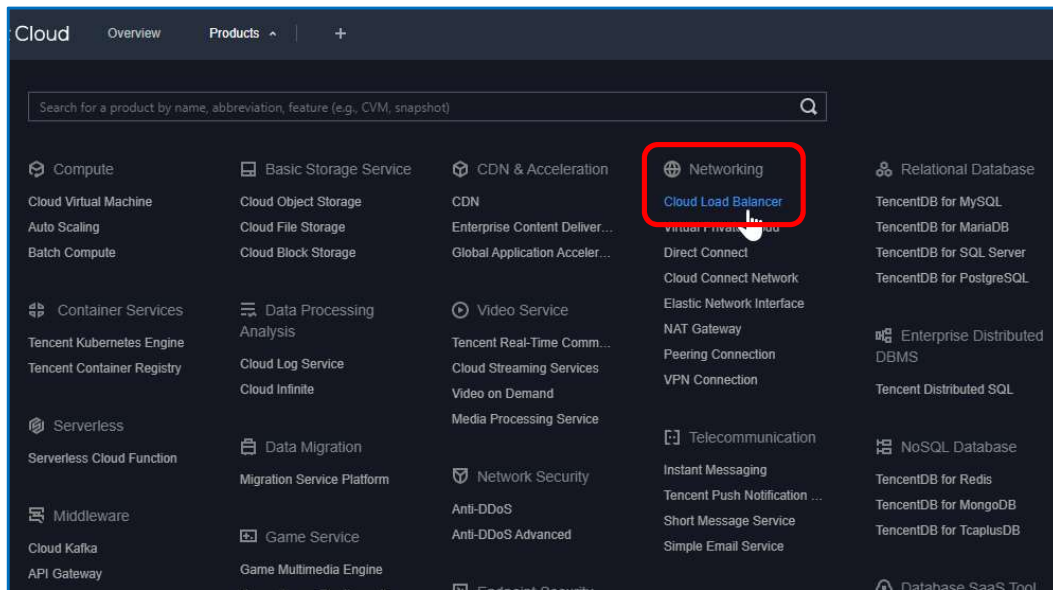 Cloud
Overview
Products
+
Search for a product by name, abbreviation, feature (e.g., CVM, snapshot)
Compute
Cloud Virtual Machine
Auto Scaling
Batch Compute
Container Services
Tencent Kubernetes Engine
Tencent Container Registry
Serverless
Serverless Cloud Function
Middleware
Cloud Kafka
API Gateway
Basic Storage Service
Cloud Object Storage
Cloud File Storage
Cloud Block Storage
Data Processing
Analysis
Cloud Log Service
Cloud Infinite
Data Migration
Migration Service Platform
Game Service
Game Multimedia Engine
CDN & Acceleration
CDN
Enterprise Content Deliver...
Global Application Acceler...
Video Service
Tencent Real-Time Comm...
Cloud Streaming Services
Video on Demand
Media Processing Service
Network Security
Anti-DDoS
Anti-DDoS Advanced
Endpoint Security
Networking
Cloud Load Balancer
Virtual Private
Direct Connect
Cloud Connect Network
Elastic Network Interface
NAT Gateway
Peering Connection
VPN Connection
Telecommunication
Instant Messaging
Tencent Push Notification ...
Short Message Service
Simple Email Service
Relational Database
TencentDB for MySQL
TencentDB for MariaDB
TencentDB for SQL Server
TencentDB for PostgreSQL
Enterprise Distributed
DBMS
Tencent Distributed SQL
NoSQL Database
TencentDB for Redis
TencentDB for MongoDB
TencentDB for TcaplusDB
Database SaaS Tool